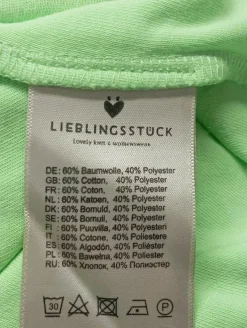 LIEBLINGSSTÜCK
Lovely knit & womenswear
DE: 60% Baumwolle, 40% Polyester
GB: 60% Cotton, 40% Polyester
FR: 60% Coton, 40% Polyester
NL: 60% Katoen, 40% Polyester
DK: 60% Bomuld, 40% Polyester
SE: 60% Bomull, 40% Polyester
FI: 60% Puuvilla, 40% Polyesteri
IT: 60% Cotone, 40% Poliestere
ES: 60% Algodón, 40% Poliéster
PL: 60% Bawełna, 40% Poliester
RU: 60% Хлопок, 40% Полиэстер
30 P